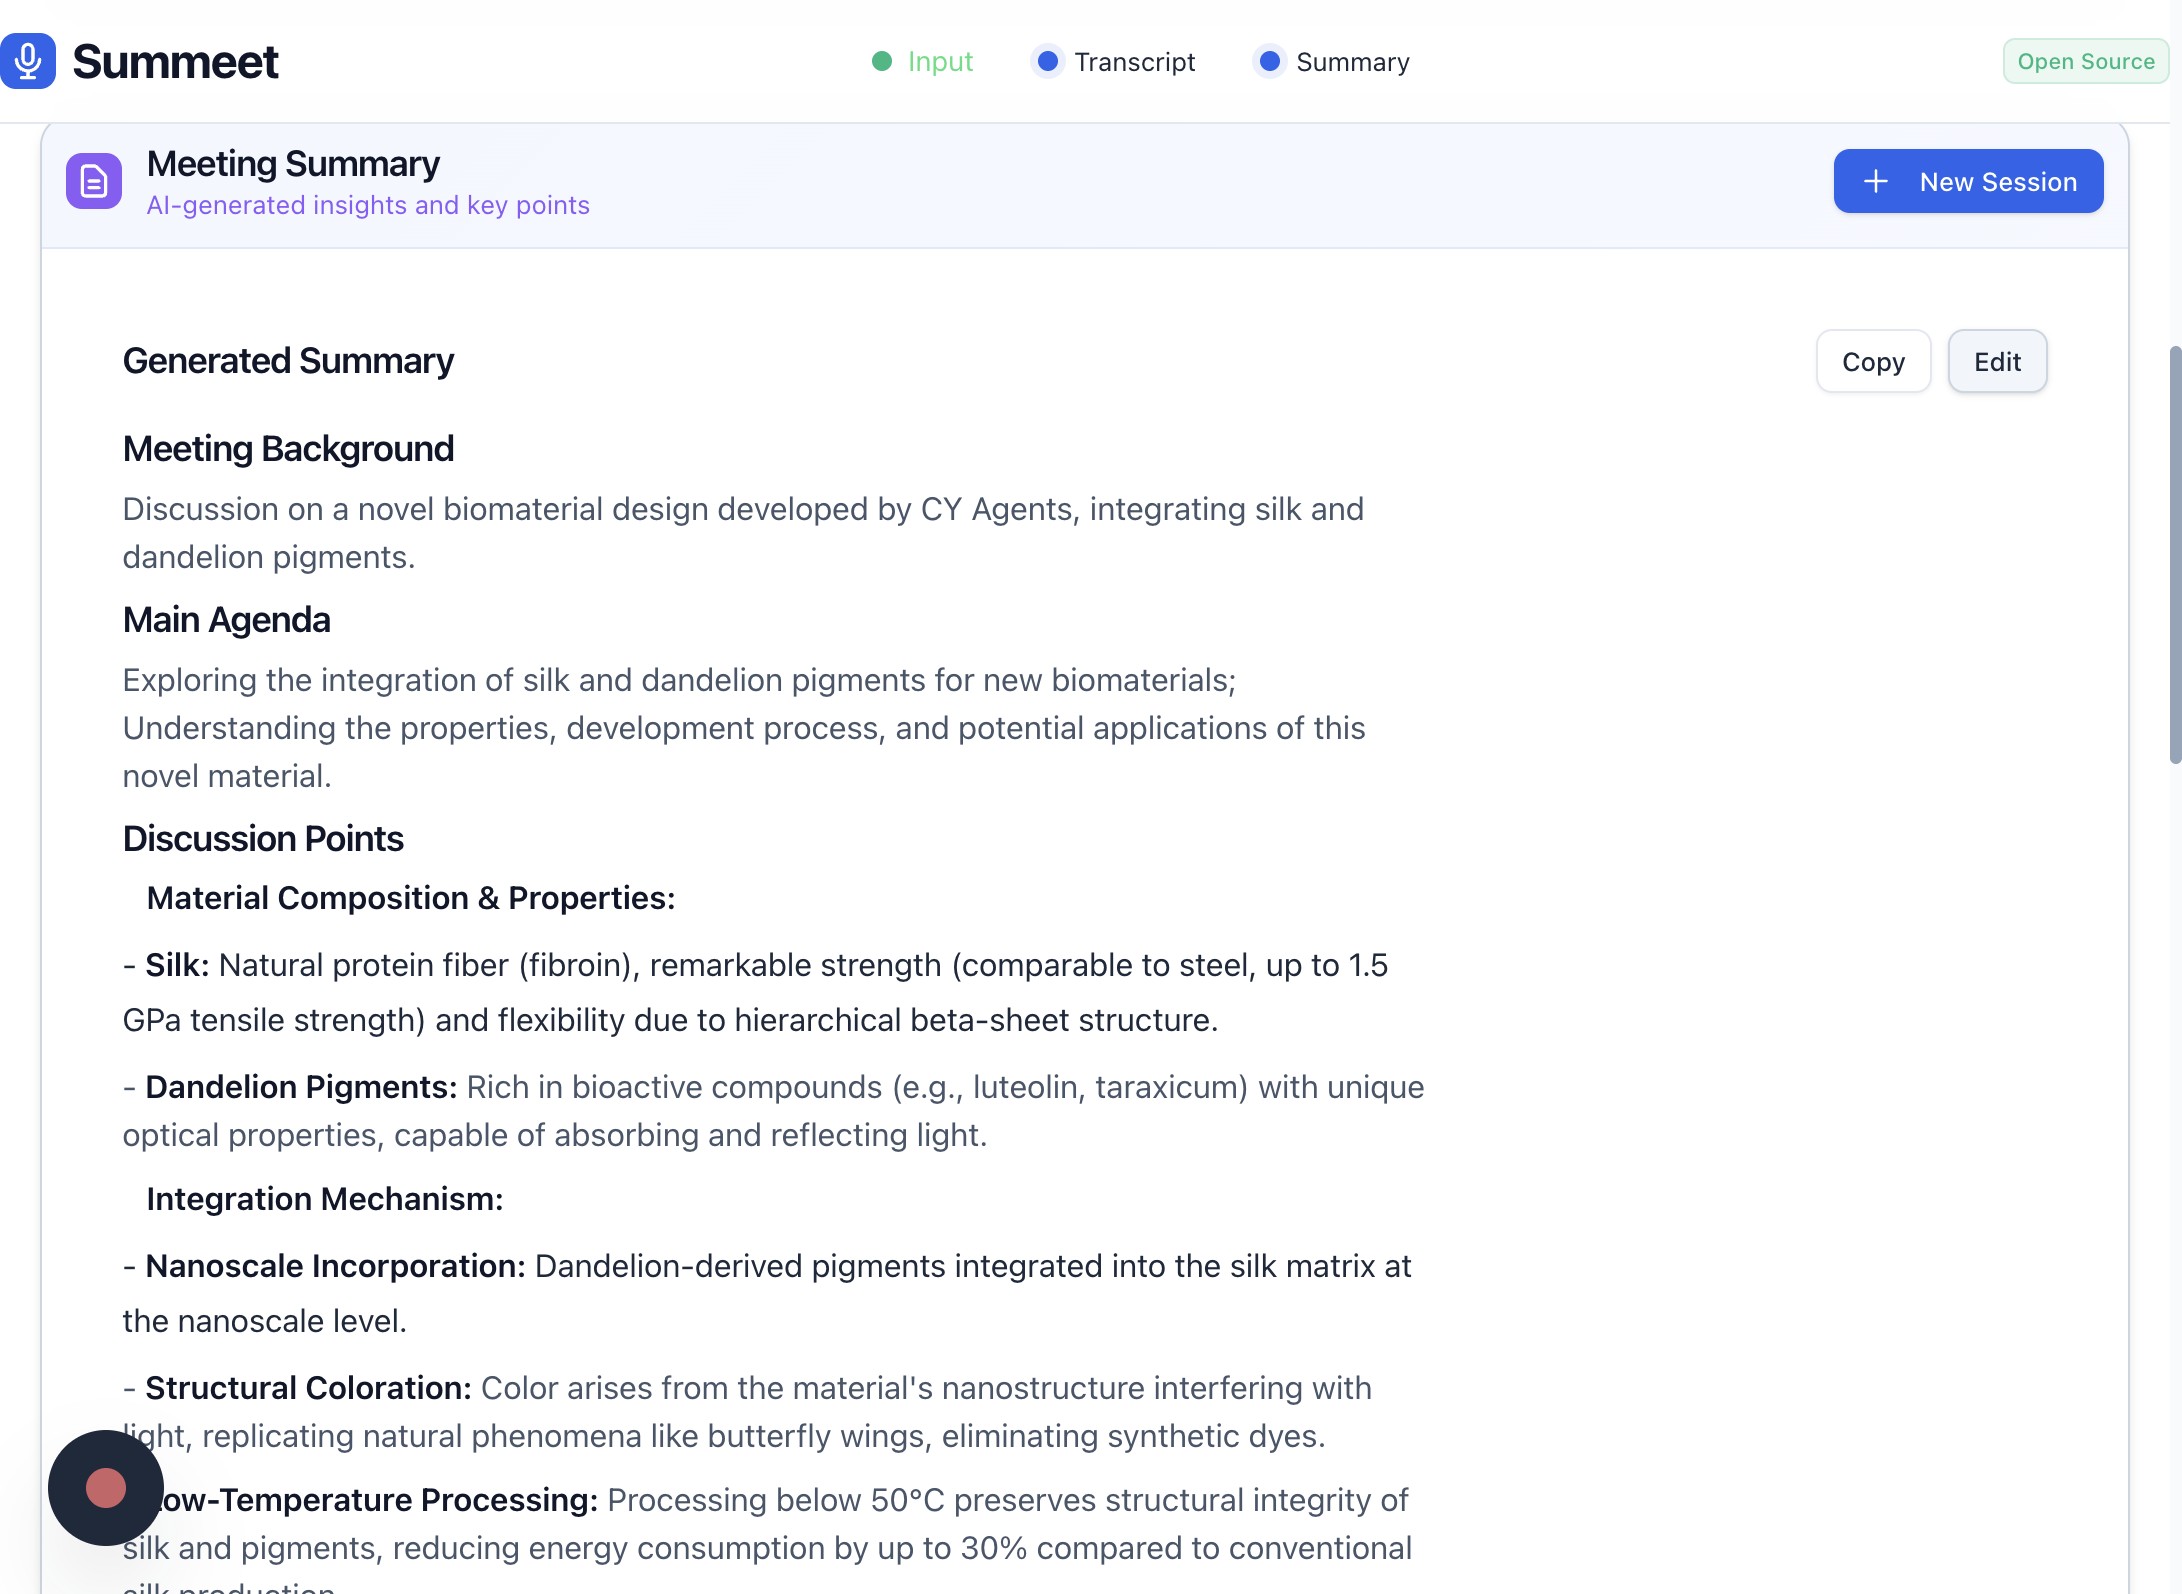 Summeet
Input
Transcript
Summary
Open Source
Meeting Summary
AI-generated insights and key points
New Session
Generated Summary
Copy
Edit
Meeting Background
Discussion on a novel biomaterial design developed by CY Agents, integrating silk and
dandelion pigments.
Main Agenda
Exploring the integration of silk and dandelion pigments for new biomaterials;
Understanding the properties, development process, and potential applications of this
novel material.
Discussion Points
Material Composition & Properties:
- Silk: Natural protein fiber (fibroin), remarkable strength (comparable to steel, up to 1.5
GPa tensile strength) and flexibility due to hierarchical beta-sheet structure.
- Dandelion Pigments: Rich in bioactive compounds (e.g., luteolin, taraxicum) with unique
optical properties, capable of absorbing and reflecting light.
Integration Mechanism:
- Nanoscale Incorporation: Dandelion-derived pigments integrated into the silk matrix at
the nanoscale level.
- Structural Coloration: Color arises from the material's nanostructure interfering with
light, replicating natural phenomena like butterfly wings, eliminating synthetic dyes.
Low-Temperature Processing: Processing below 50°C preserves structural integrity of
silk and pigments, reducing energy consumption by up to 30% compared to conventional
silk production.